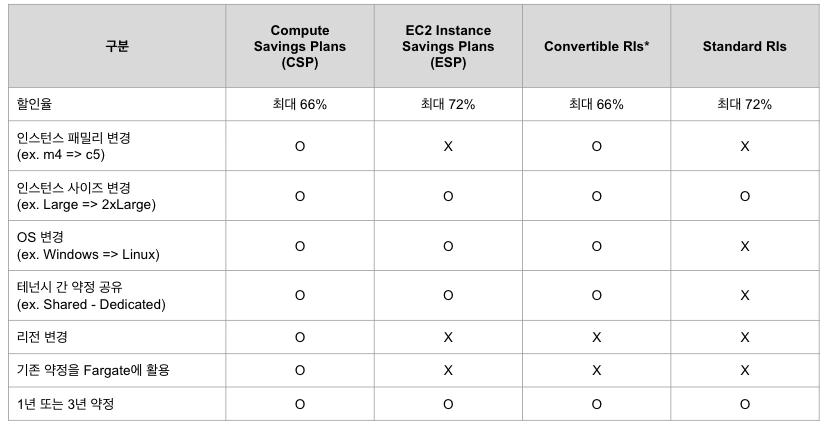 구분
Compute
Savings Plans
(CSP)
EC2 Instance
Savings Plans
(ESP)
Convertible RIs*
Standard RIs
할인율
최대 66%
최대 72%
최대 66%
최대 72%
인스턴스 패밀리 변경
(ex. m4 => c5)
O
X
O
X
인스턴스 사이즈 변경
(ex. Large => 2xLarge)
O
O
O
O
OS 변경
(ex. Windows => Linux)
O
O
O
X
테넌시 간 약정 공유
(ex. Shared - Dedicated)
O
O
O
X
리전 변경
O
X
X
X
기존 약정을 Fargate에 활용
O
X
X
X
1년 또는 3년 약정
O
O
O
O